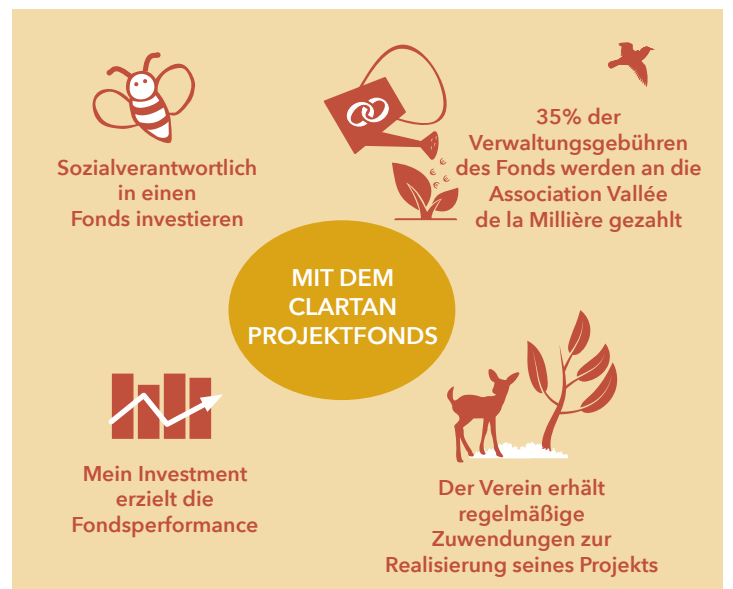 Sozialverantwortlich
in einen
Fonds investieren
35% der
Verwaltungsgebühren
des Fonds werden an die
Association Vallée
de la Millière gezahlt
MIT DEM
CLARTAN
PROJEKTFONDS
Mein Investment
erzielt die
Fondsperformance
Der Verein erhält
regelmäßige
Zuwendungen zur
Realisierung seines Projekts